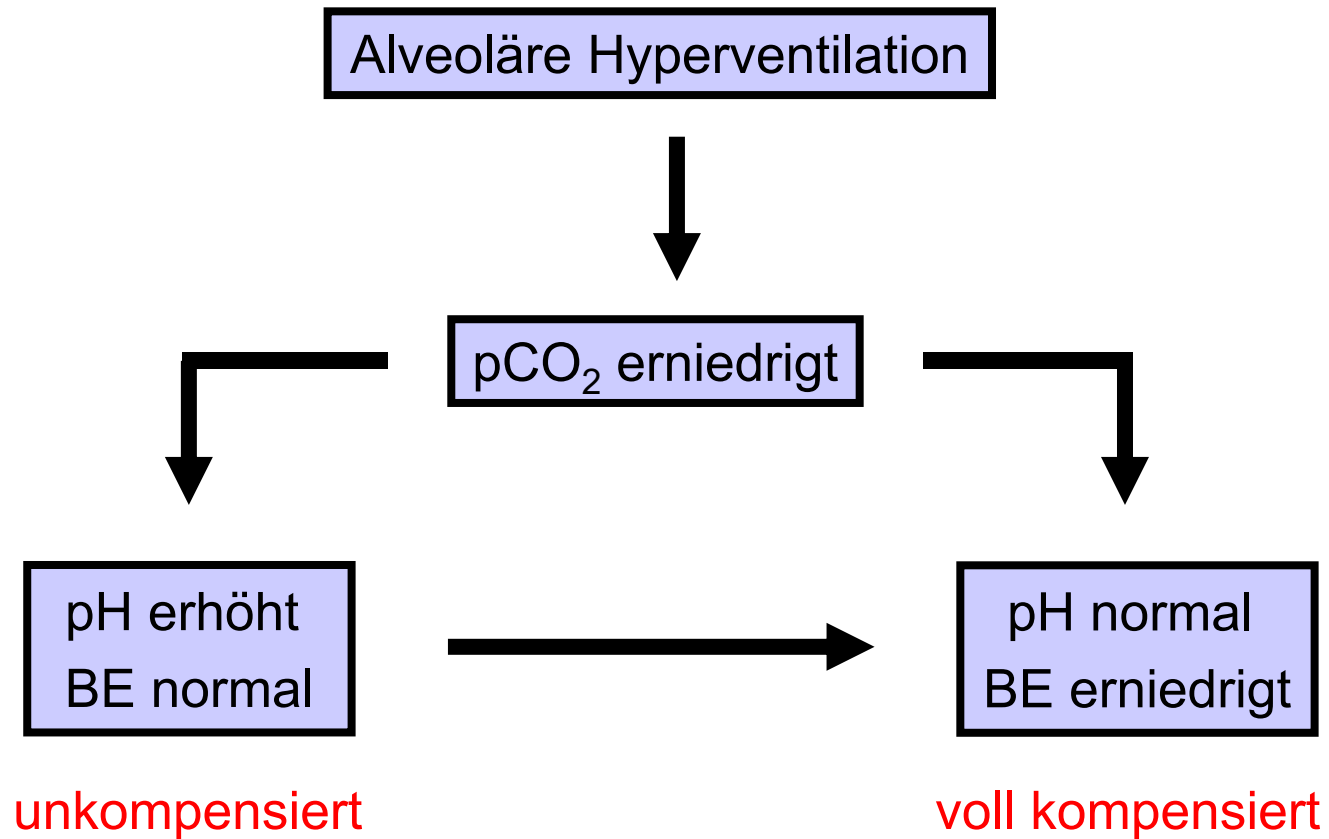 Alveoläre Hyperventilation
pCO₂ erniedrigt
pH erhöht
BE normal
pH normal
BE erniedrigt
unkompensiert
voll kompensiert